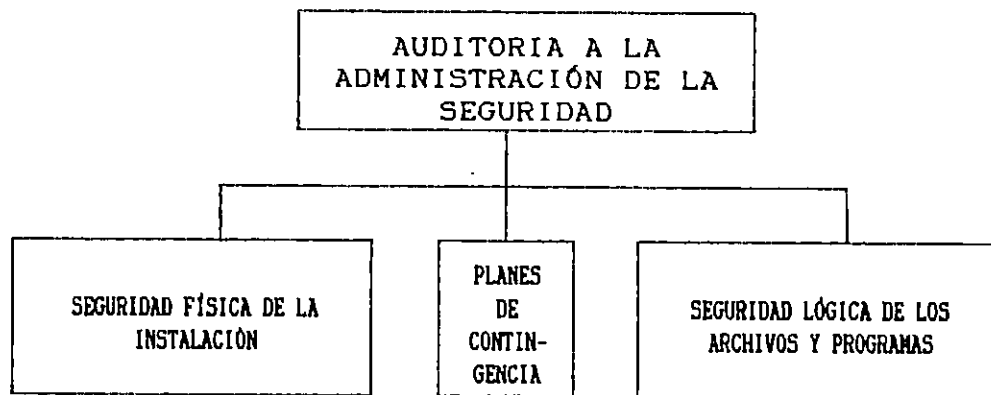 AUDITORIA A LA
ADMINISTRACIÓN DE LA
SEGURIDAD
SEGURIDAD FÍSICA DE LA
INSTALACIÓN
PLANES
DE
CONTIN-
GENCIA
SEGURIDAD LÓGICA DE LOS
ARCHIVOS Y PROGRAMAS